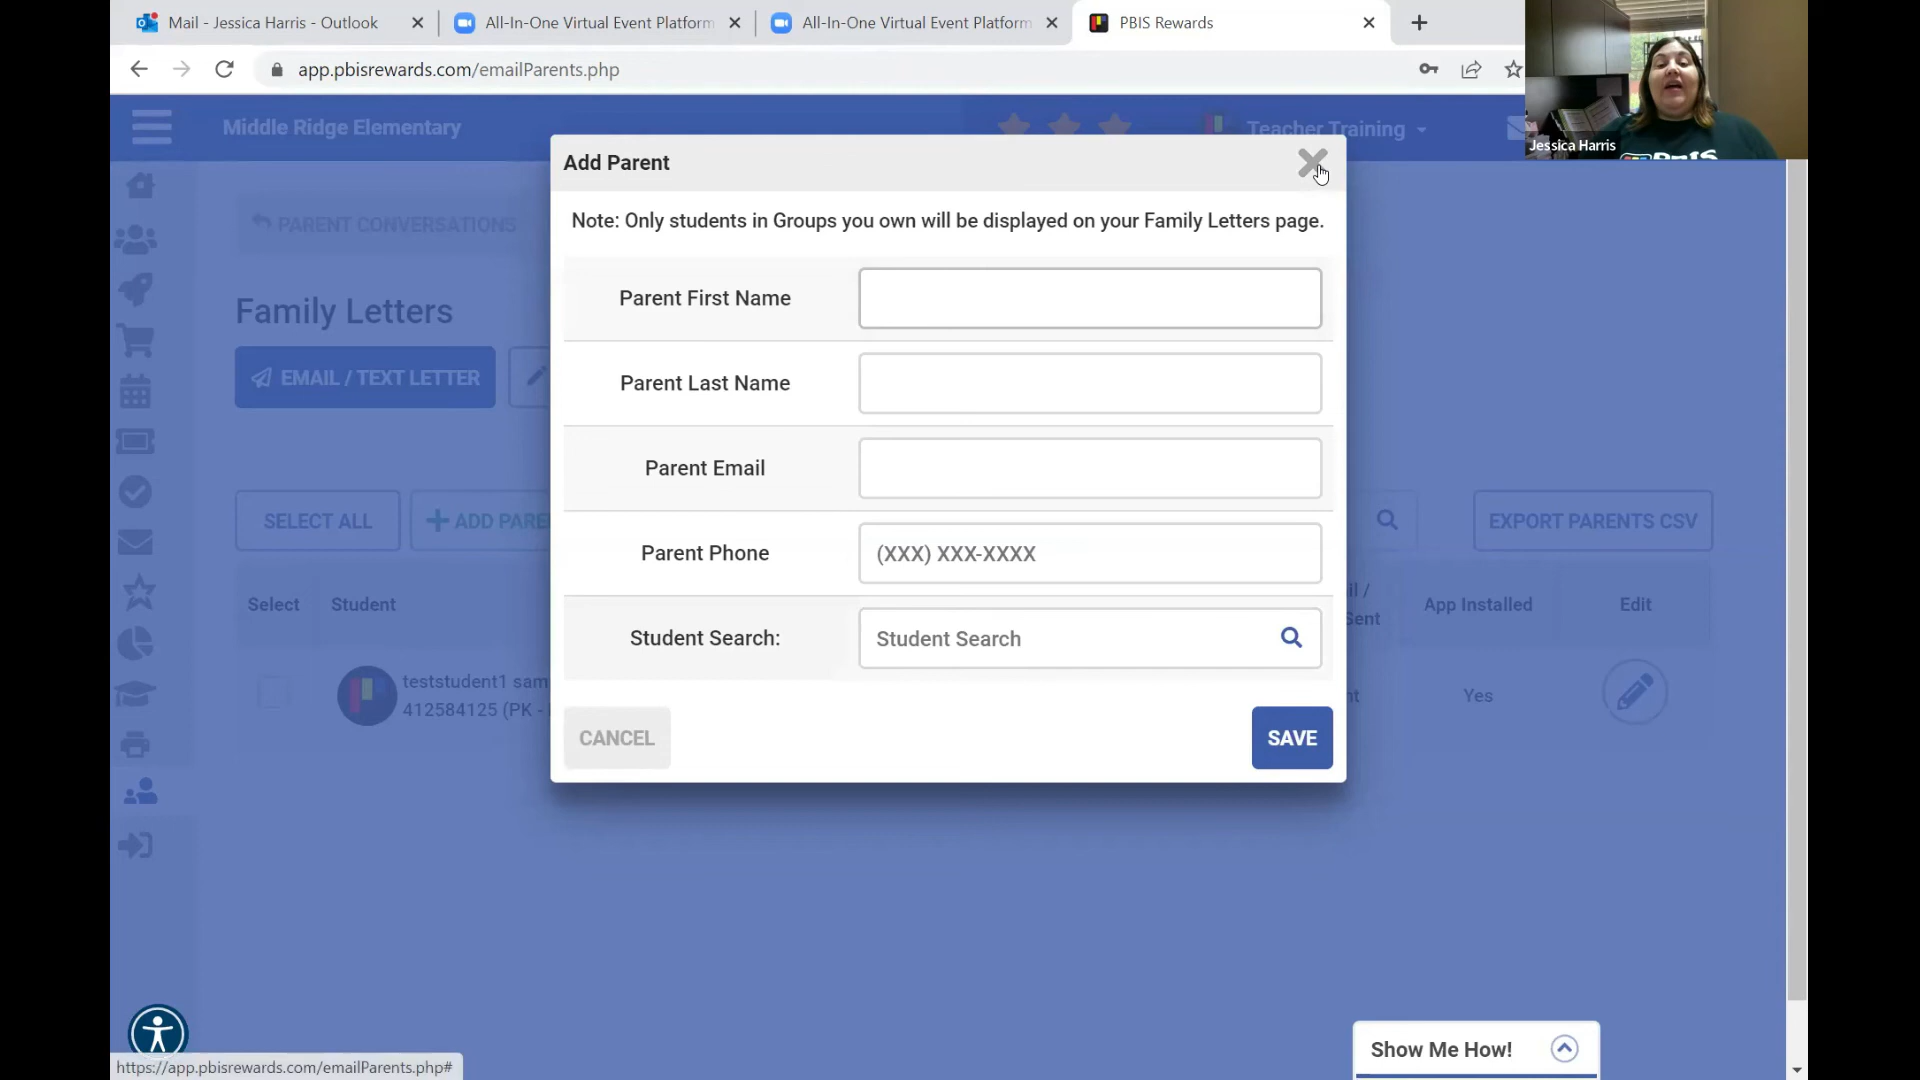 Mail - Jessica Harris - Outlook
All-In-One Virtual Event Platform
All-In-One Virtual Event Platform
PBIS Rewards
app.pbisrewards.com/emailParents.php
Jessica Harris
PBIS
Middle Ridge Elementary
Teacher Training
Add Parent
Note: Only students in Groups you own will be displayed on your Family Letters page.
PARENT CONVERSATIONS
Parent First Name
Family Letters
EMAIL / TEXT LETTER
Parent Last Name
Parent Email
SELECT ALL
+ ADD PARE
EXPORT PARENTS CSV
Parent Phone
(XXX) XXX-XXXX
Select
Student
il /
Sent
App Installed
Edit
Student Search:
Student Search
teststudent1 sam
412584125 (PK -
nt
Yes
CANCEL
SAVE
Show Me How!
https://app.pbisrewards.com/emailParents.php#